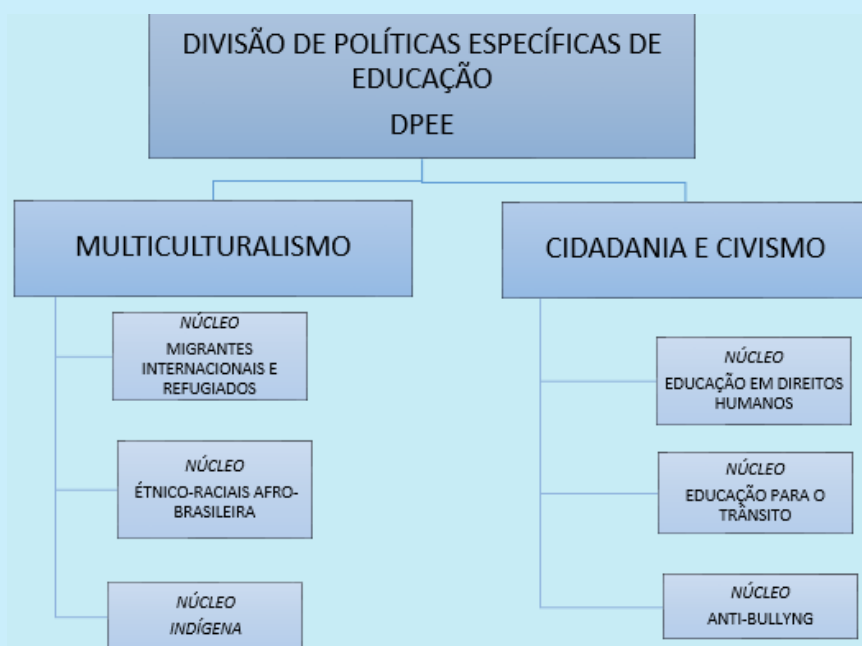 DIVISÃO DE POLÍTICAS ESPECÍFICAS DE
EDUCAÇÃO
DPEE
MULTICULTURALISMO
NÚCLEO
MIGRANTES
INTERNACIONAIS E
REFUGIADOS
NÚCLEO
ÉTNICO-RACIAIS AFRO-
BRASILEIRA
NÚCLEO
INDÍGENA
CIDADANIA E CIVISMO
NÚCLEO
EDUCAÇÃO EM DIREITOS
HUMANOS
NÚCLEO
EDUCAÇÃO PARA O
TRÂNSITO
NÚCLEO
ANTI-BULLYNG